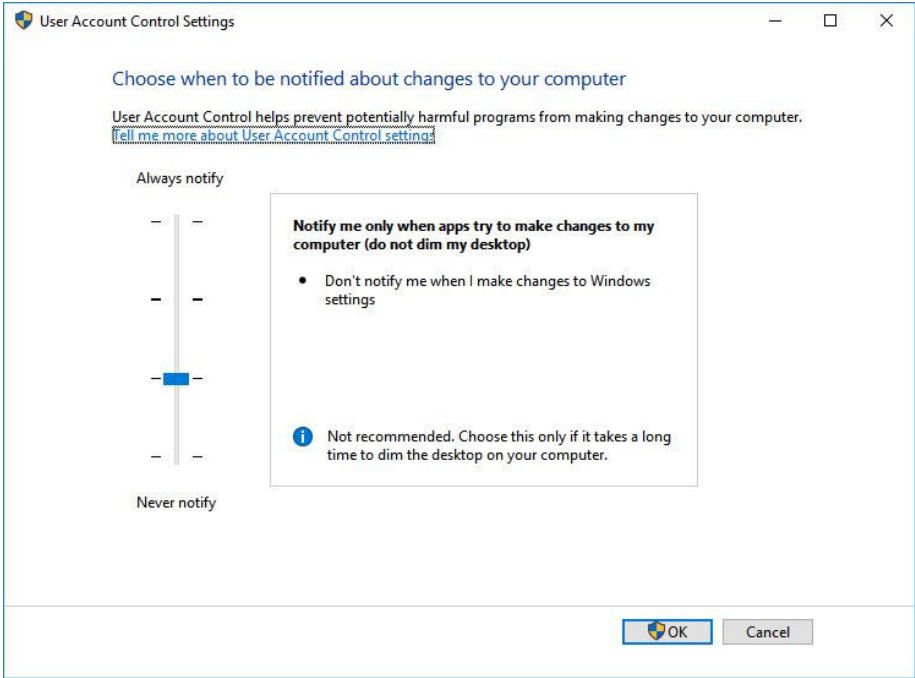 User Account Control Settings
Choose when to be notified about changes to your computer
User Account Control helps prevent potentially harmful programs from making changes to your computer.
Tell me more about User Account Control settings
Always notify
Notify me only when apps try to make changes to my
computer (do not dim my desktop)
• Don't notify me when I make changes to Windows
settings
Not recommended. Choose this only if it takes a long
time to dim the desktop on your computer.
Never notify
OK
Cancel